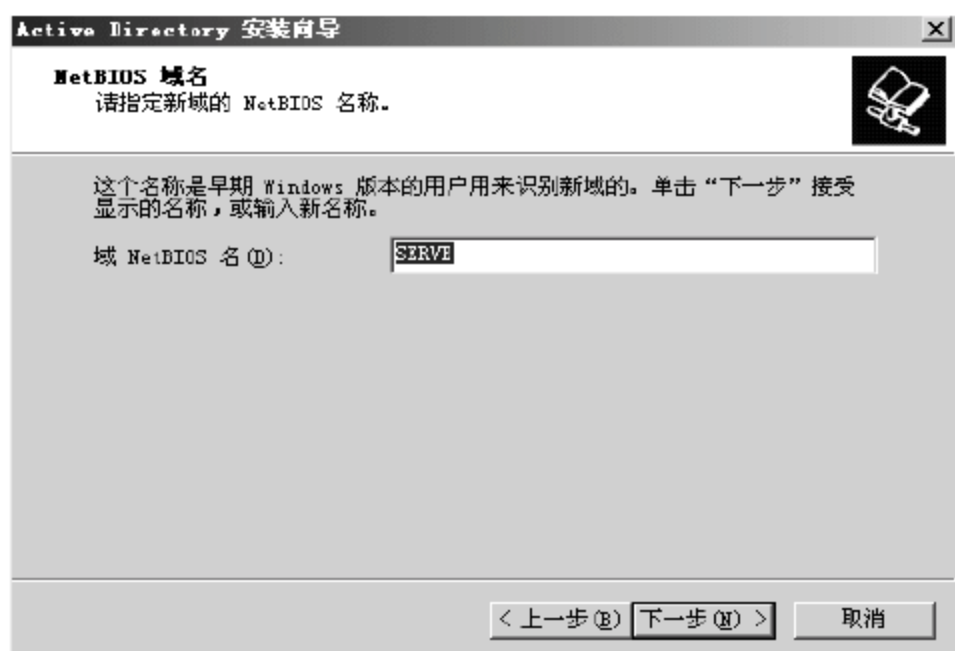 Active Directory 安装向导
NetBIOS 域名
请指定新域的 NetBIOS 名称。
这个名称是早期 Windows 版本的用户用来识别新域的。单击“下一步”接受
显示的名称，或输入新名称。
域 NetBIOS 名(D): SERVE
< 上一步(B) 下一步(N) > 取消